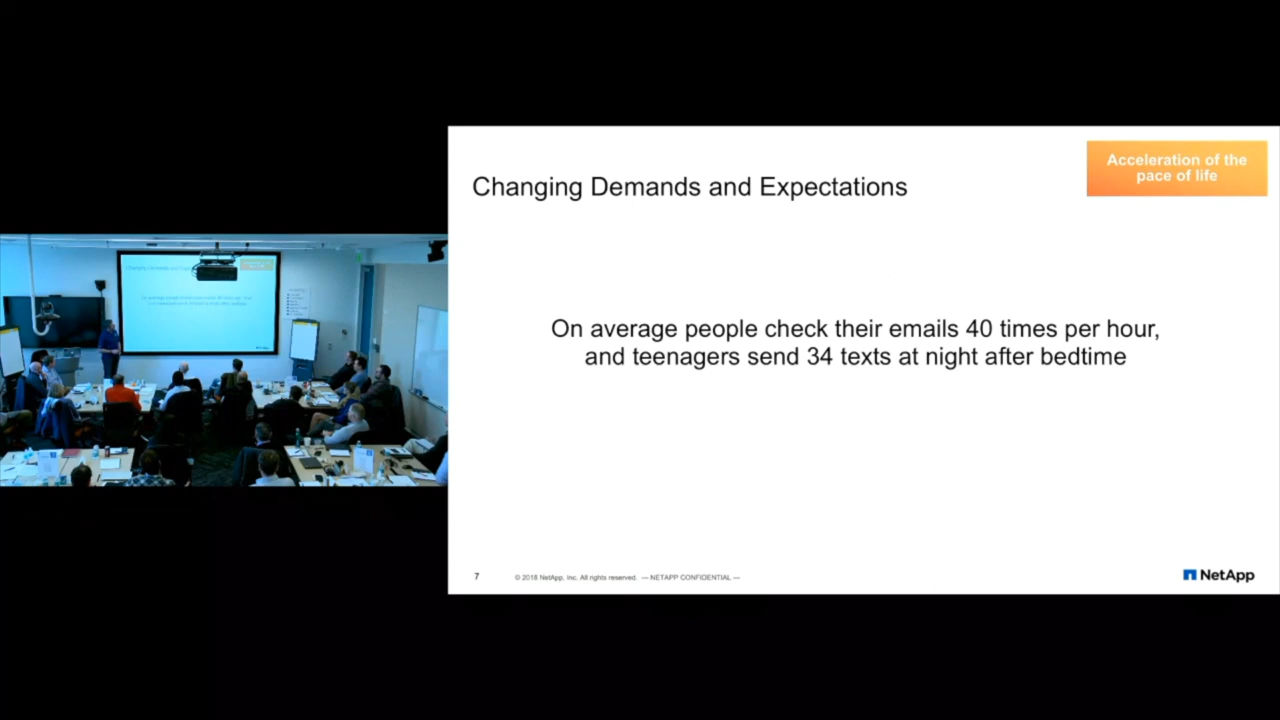 Acceleration of the
pace of life
Changing Demands and Expectations
On average people check their emails 40 times per hour,
and teenagers send 34 texts at night after bedtime
7
© 2018 NetApp, Inc. All rights reserved. — NETAPP CONFIDENTIAL —
NetApp